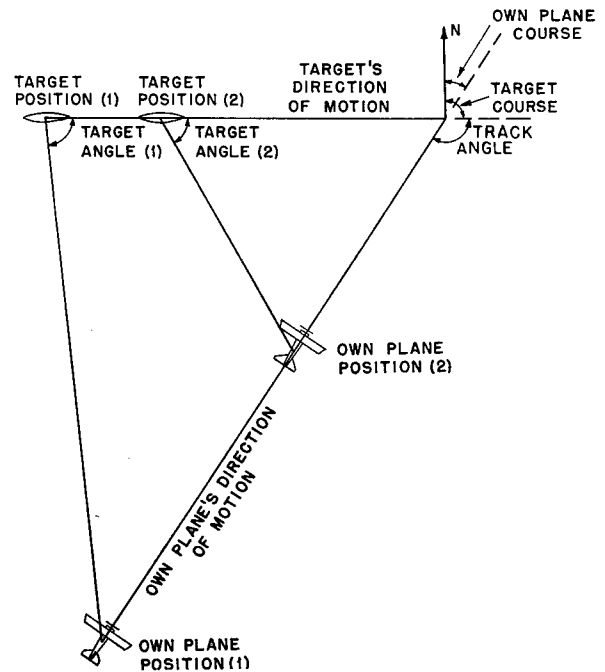 N
OWN PLANE
COURSE
TARGET
POSITION (1)
TARGET
POSITION (2)
TARGET'S
DIRECTION
OF MOTION
TARGET
COURSE
TARGET
ANGLE (1)
TARGET
ANGLE (2)
TRACK
ANGLE
OWN PLANE
POSITION (2)
OWN PLANE'S DIRECTION
OF MOTION
OWN PLANE
POSITION (1)